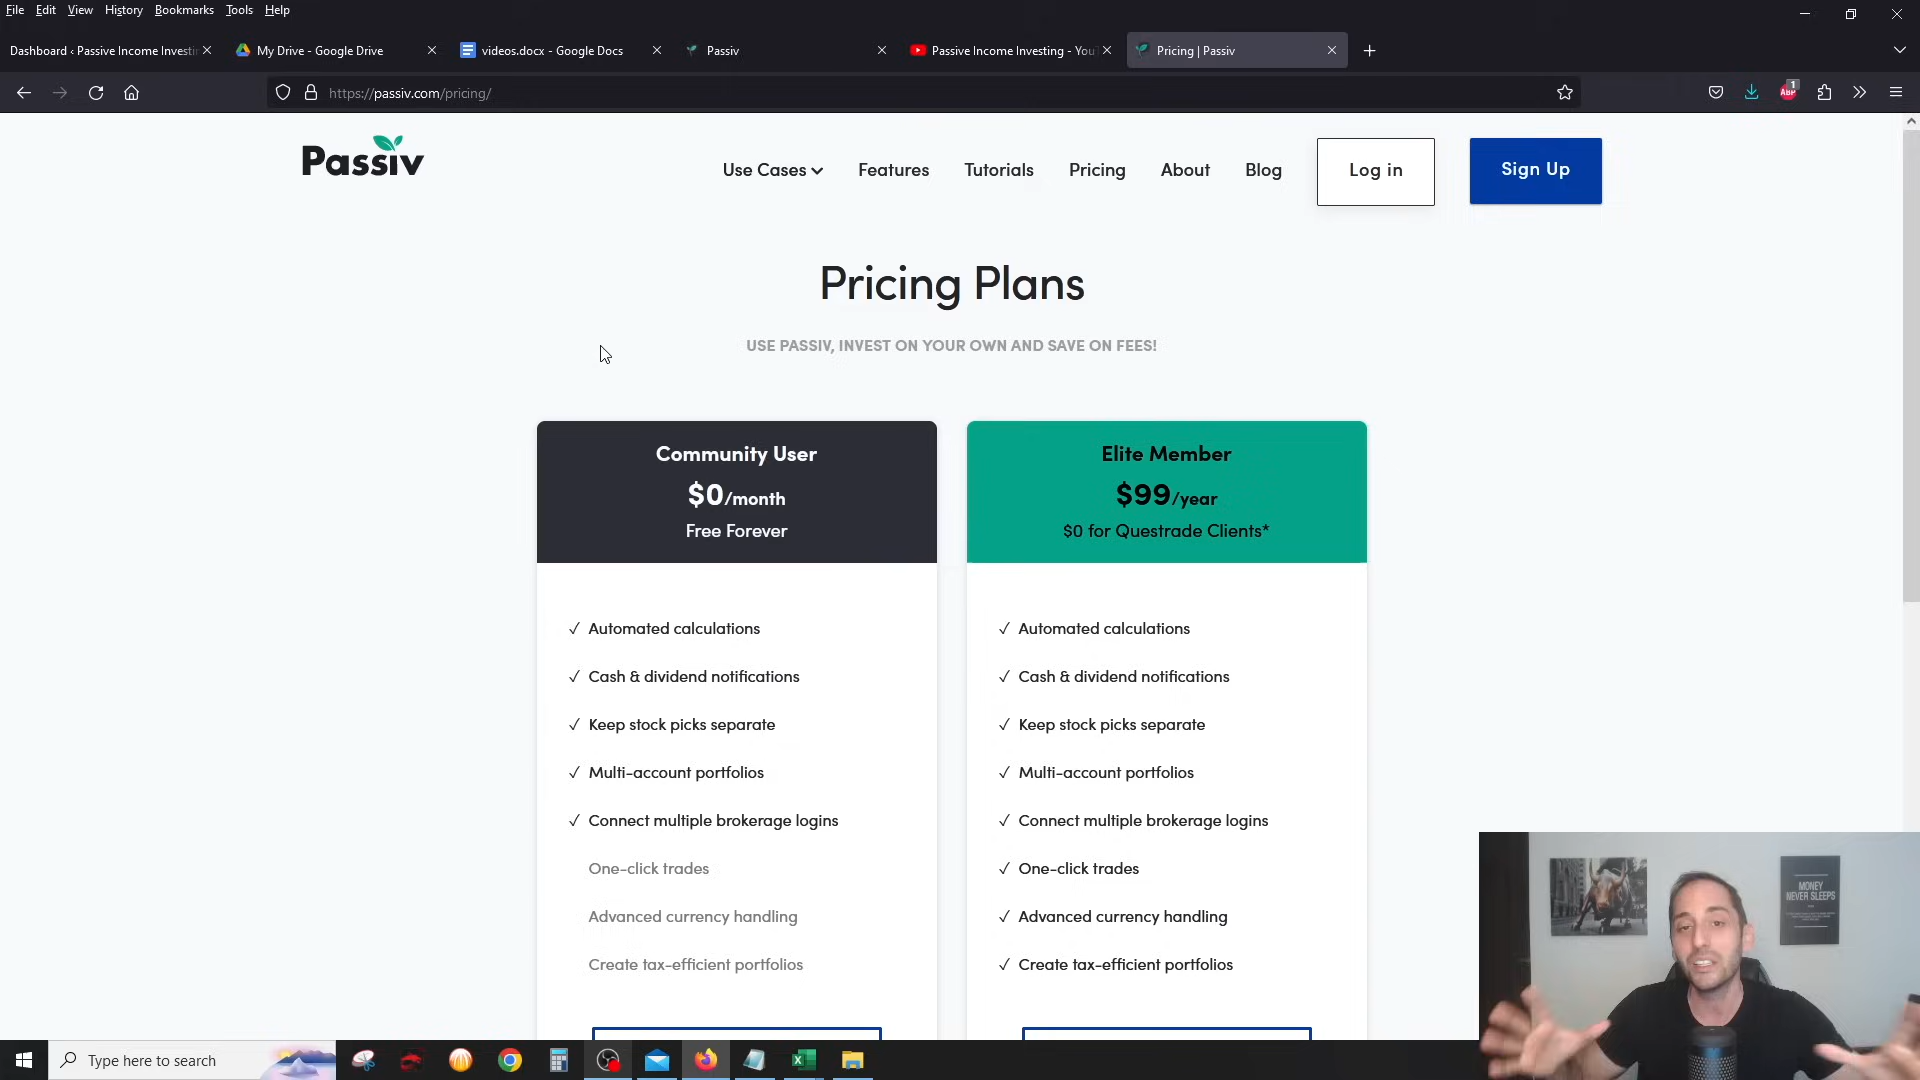 File Edit View History Bookmarks Tools Help
Dashboard ‹ Passive Income Investi
My Drive - Google Drive
videos.docx - Google Docs
Passiv
Passive Income Investing - You
Pricing | Passiv
https://passiv.com/pricing/
ABP
1
Passiv
Use Cases
Features
Tutorials
Pricing
About
Blog
Log in
Sign Up
Pricing Plans
USE PASSIV, INVEST ON YOUR OWN AND SAVE ON FEES!
Community User
$0/month
Free Forever
✓ Automated calculations
✓ Cash & dividend notifications
✓ Keep stock picks separate
✓ Multi-account portfolios
✓ Connect multiple brokerage logins
One-click trades
Advanced currency handling
Create tax-efficient portfolios
Elite Member
$99/year
$0 for Questrade Clients*
✓ Automated calculations
✓ Cash & dividend notifications
✓ Keep stock picks separate
✓ Multi-account portfolios
✓ Connect multiple brokerage logins
✓ One-click trades
✓ Advanced currency handling
✓ Create tax-efficient portfolios
MONEY
NEVER SLEEPS
Type here to search